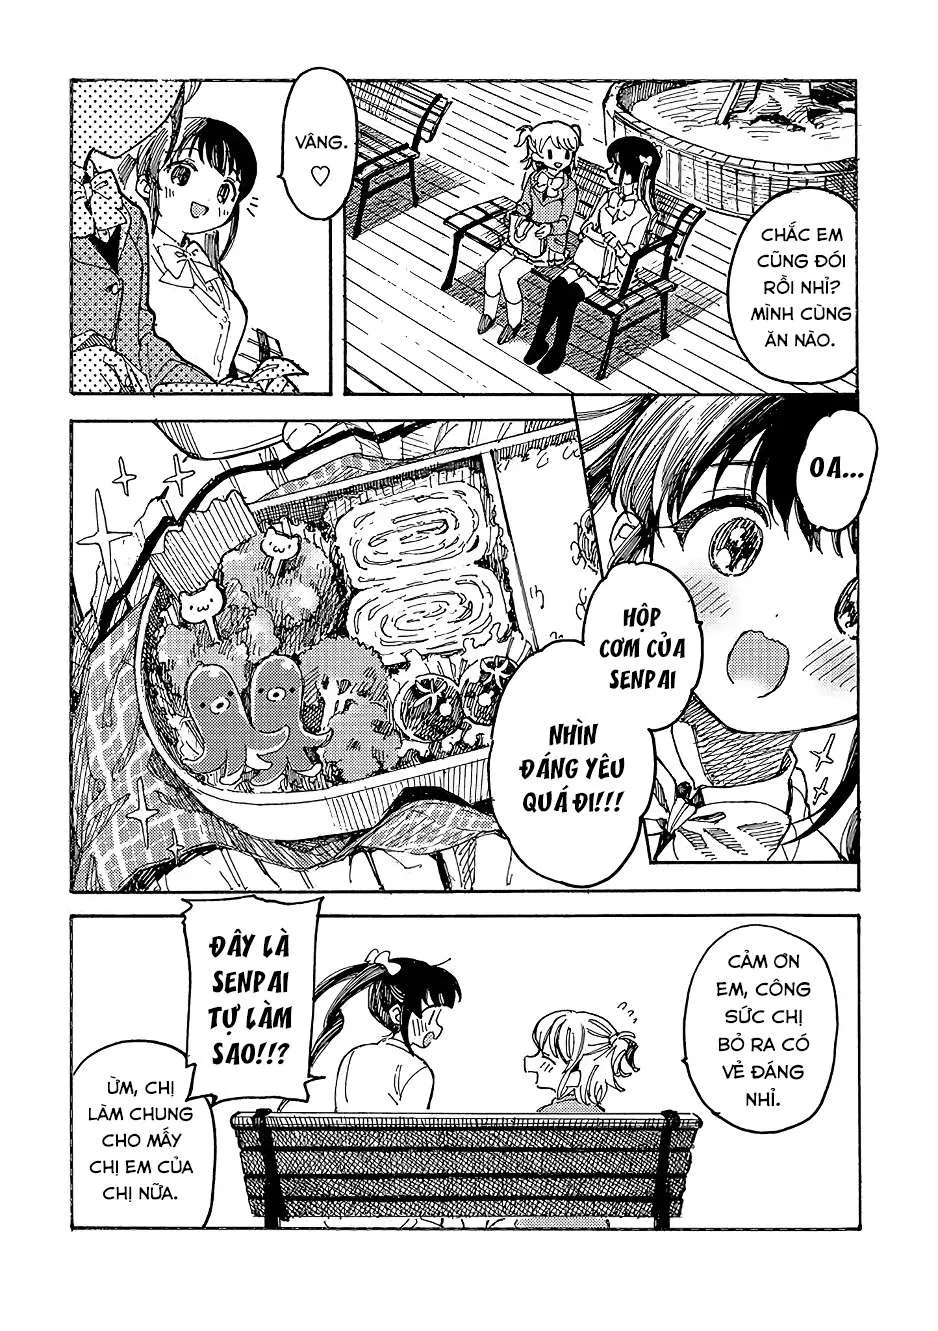 CHẮC EM
CŨNG ĐÓI
RỒI NHỈ?
MÌNH CÙNG
ĂN NÀO.
VÂNG.
♡
OA...
HỘP
CƠM CỦA
SENPAI
NHÌN
ĐÁNG YÊU
QUÁ ĐI!!!
CẢM ƠN
EM, CÔNG
SỨC CHỊ
BỎ RA CÓ
VẺ ĐÁNG
NHỈ.
ĐÂY LÀ
SENPAI
TỰ LÀM
SAO!!?
ỪM, CHỊ
LÀM CHUNG
CHO MẤY
CHỊ EM CỦA
CHỊ NỮA.